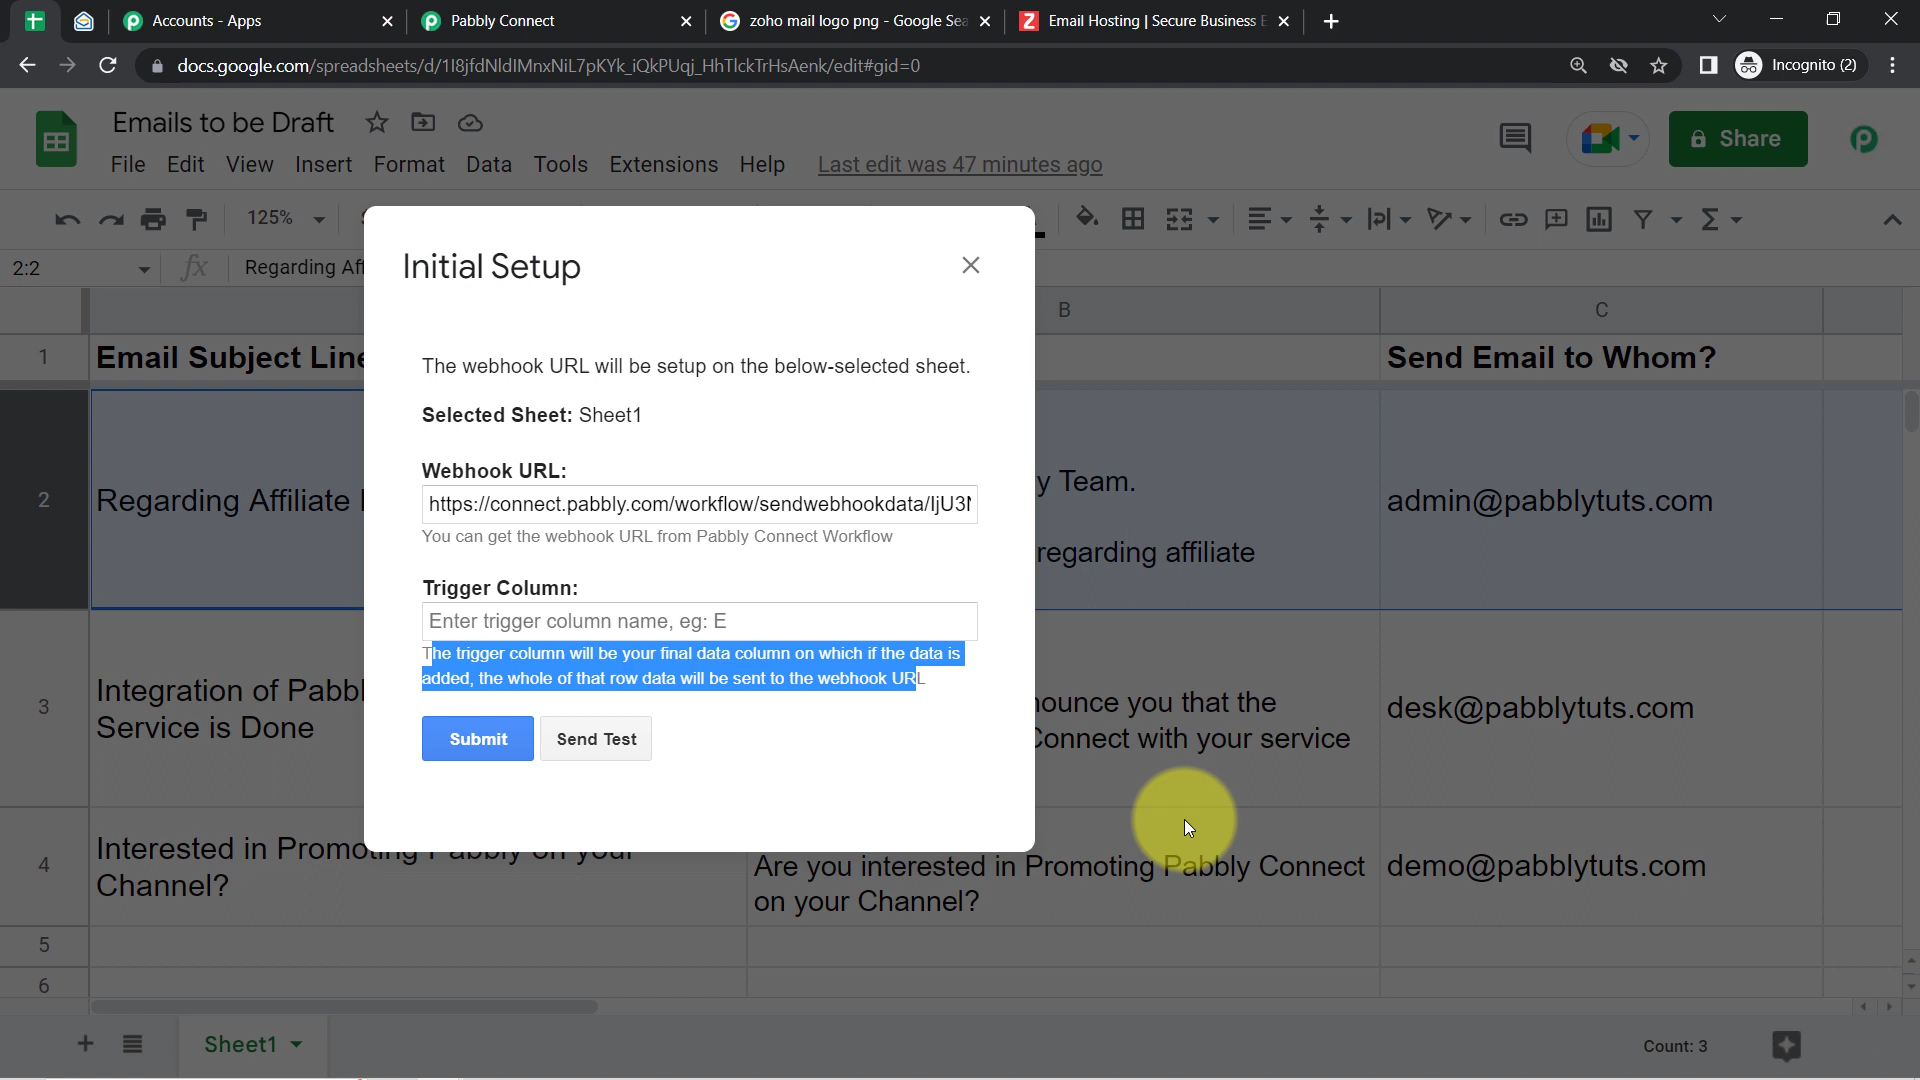 Accounts - Apps
Pabbly Connect
zoho mail logo png - Google Sea
Email Hosting | Secure Business E
docs.google.com/spreadsheets/d/1I8jfdNldIMnxNiL7pKYk_iQkPUqj_HhTlckTrHsAenk/edit#gid=0
Incognito (2)
Emails to be Draft
File Edit View Insert Format Data Tools Extensions Help Last edit was 47 minutes ago
Share
125%
2:2
Regarding Aff
B
C
1
Email Subject Line
Send Email to Whom?
2
Regarding Affiliate
y Team.
regarding affiliate
admin@pabblytuts.com
3
Integration of Pabbl
Service is Done
ounce you that the
Connect with your service
desk@pabblytuts.com
4
Interested in Promoting Pabbly on your
Channel?
Are you interested in Promoting Pabbly Connect
on your Channel?
demo@pabblytuts.com
5
6
Initial Setup
The webhook URL will be setup on the below-selected sheet.
Selected Sheet: Sheet1
Webhook URL:
https://connect.pabbly.com/workflow/sendwebhookdata/IjU3
You can get the webhook URL from Pabbly Connect Workflow
Trigger Column:
Enter trigger column name, eg: E
The trigger column will be your final data column on which if the data is
added, the whole of that row data will be sent to the webhook URL
Submit
Send Test
Sheet1
Count: 3